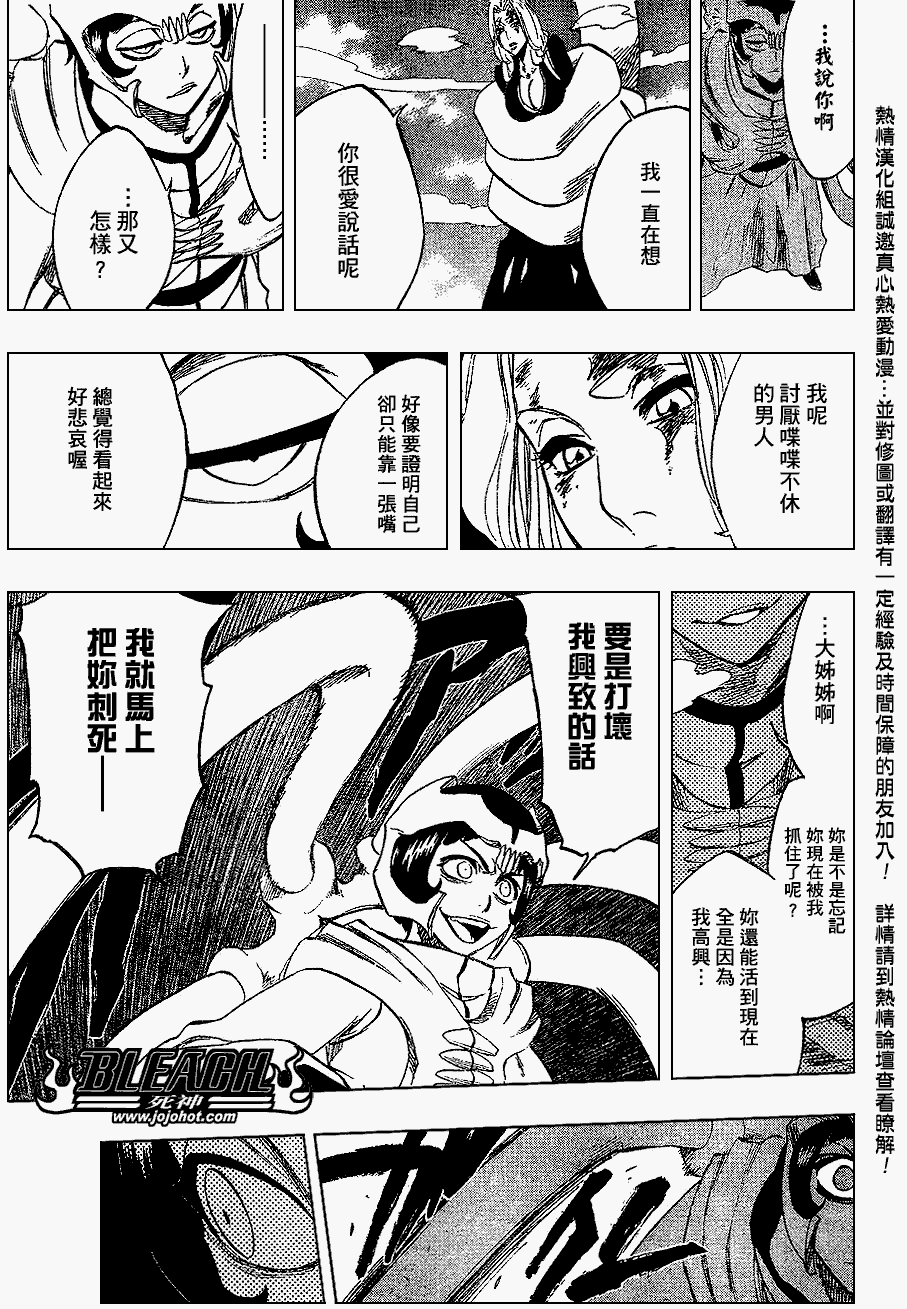 …我說你啊
我一直在想
你很愛說話呢
────………
…那又
怎樣？
我呢
討厭喋喋不休
的男人
好像要證明自己
卻只能靠一張嘴
總覺得看起來
好悲哀喔
…大姊姊啊
妳是不是忘記
妳現在被我
抓住了呢？
妳還能活到現在
全是因為
我高興…
要是打壞
我興致的話
我就馬上
把妳刺死──
BLEACH
死神
www.jojohot.com
熱情漢化組誠邀真心熱愛動漫…並對修圖或翻譯有一定經驗及時間保障的朋友加入！ 詳情請到熱情論壇查看瞭解！